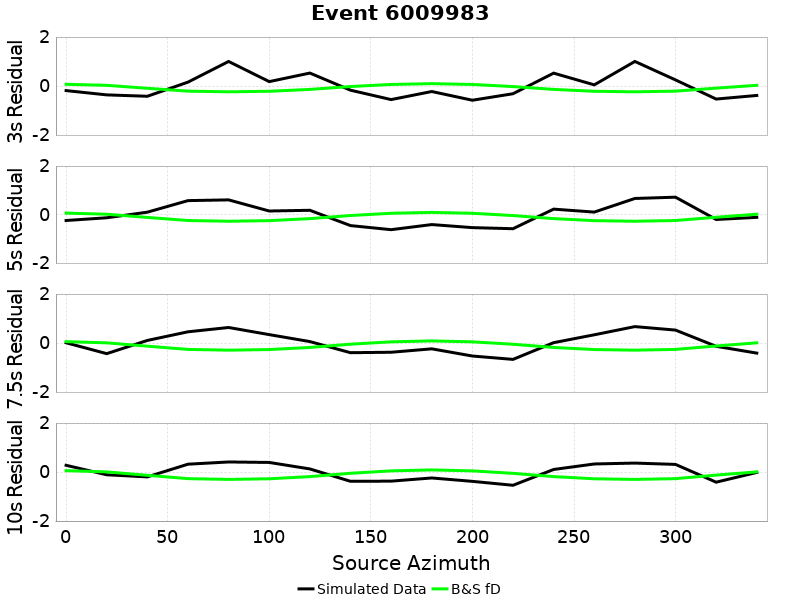 Event 6009983
3s Residual
2
0
-2
5s Residual
2
0
-2
7.5s Residual
2
0
-2
10s Residual
2
0
-2
0 50 100 150 200 250 300
Source Azimuth
Simulated Data B&S fD